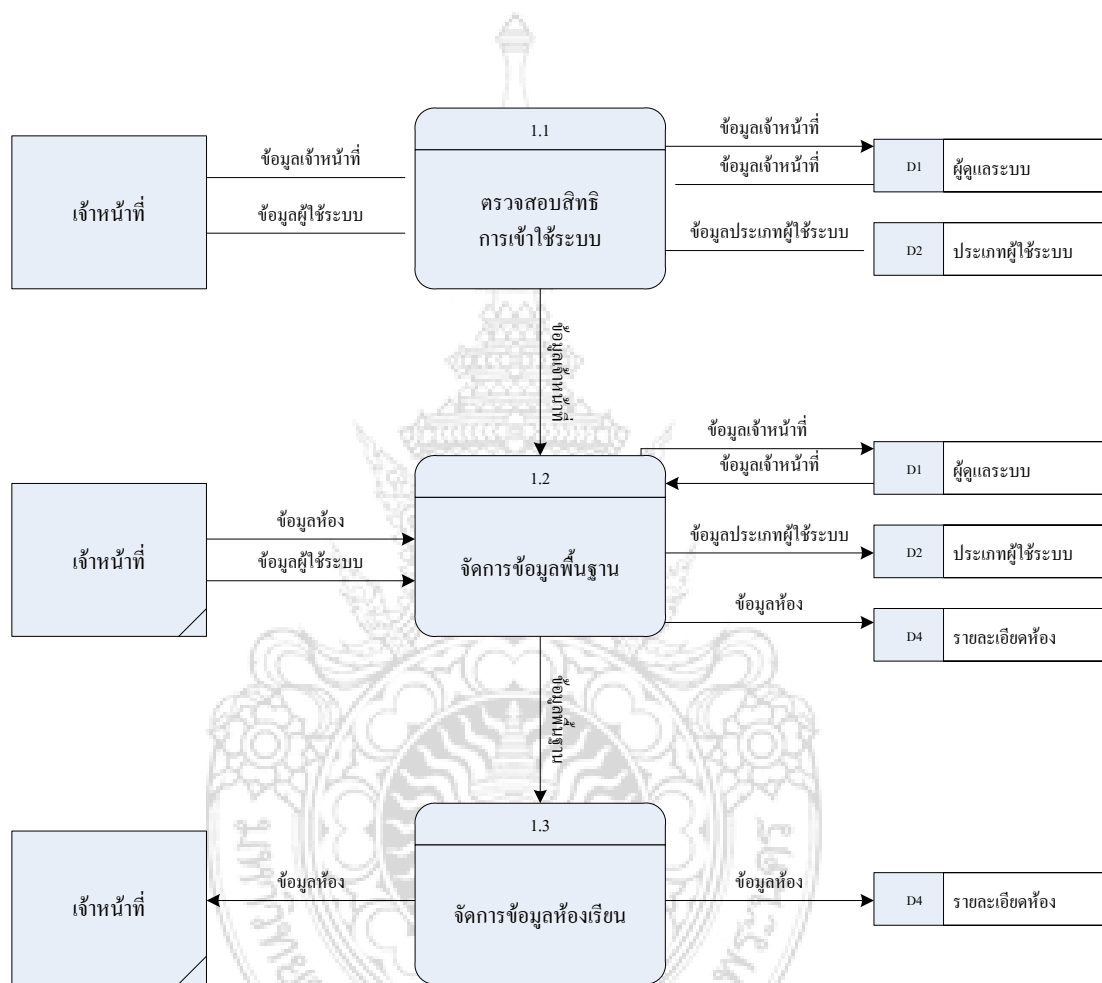 1.1
ตรวจสอบสิทธิ
การเข้าใช้ระบบ
เจ้าหน้าที่
ข้อมูลเจ้าหน้าที่
ข้อมูลผู้ใช้ระบบ
ข้อมูลเจ้าหน้าที่
ข้อมูลเจ้าหน้าที่
ข้อมูลประเภทผู้ใช้ระบบ
D1 ผู้ดูแลระบบ
D2 ประเภทผู้ใช้ระบบ
ข้อมูลเจ้าหน้าที่
1.2
จัดการข้อมูลพื้นฐาน
เจ้าหน้าที่
ข้อมูลห้อง
ข้อมูลผู้ใช้ระบบ
ข้อมูลเจ้าหน้าที่
ข้อมูลเจ้าหน้าที่
ข้อมูลประเภทผู้ใช้ระบบ
ข้อมูลห้อง
D1 ผู้ดูแลระบบ
D2 ประเภทผู้ใช้ระบบ
D4 รายละเอียดห้อง
ข้อมูลพื้นฐาน
1.3
จัดการข้อมูลห้องเรียน
เจ้าหน้าที่
ข้อมูลห้อง
ข้อมูลห้อง
D4 รายละเอียดห้อง